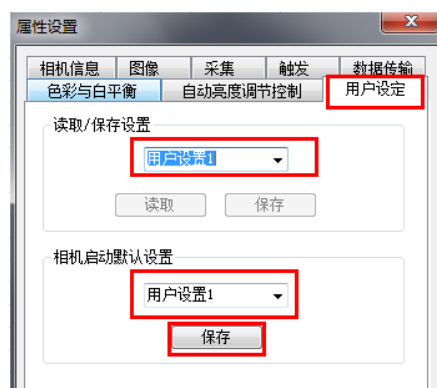 属性设置
相机信息 图像 采集 触发 数据传输
色彩与白平衡 自动亮度调节控制 用户设定
读取/保存设置
用户设置1
读取 保存
相机启动默认设置
用户设置1
保存